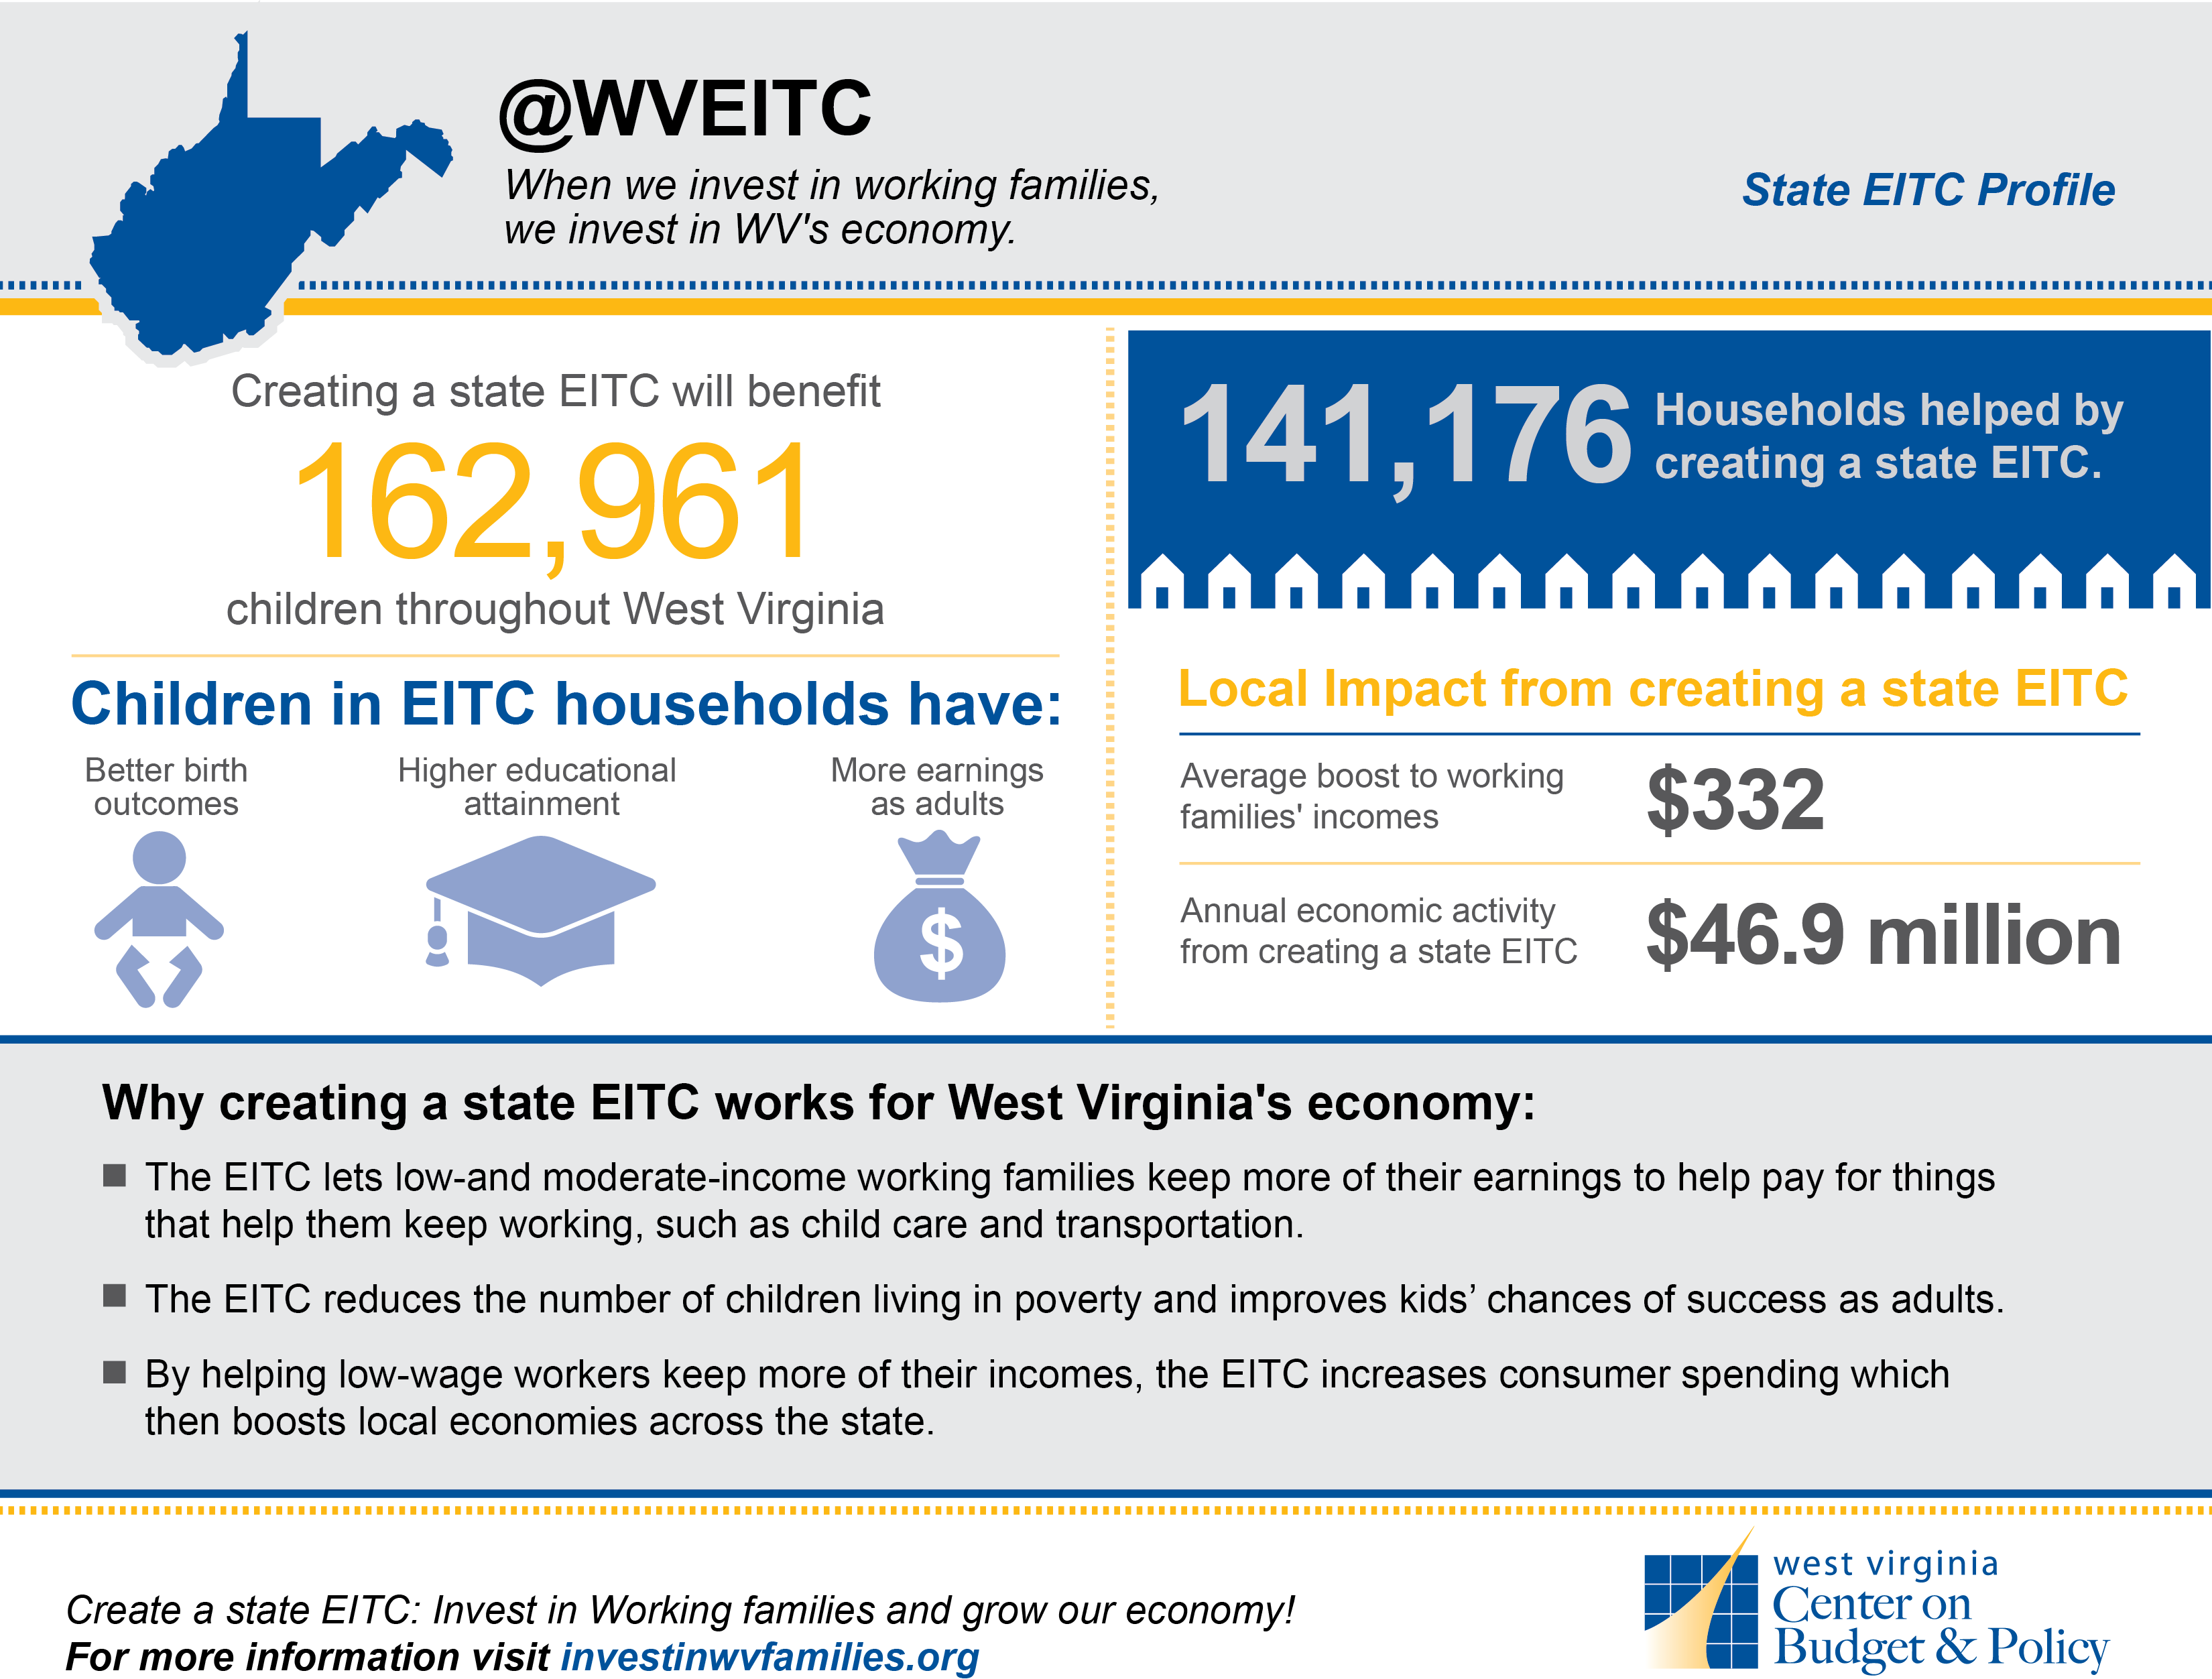 @WVEITC
When we invest in working families,
we invest in WV's economy.
State EITC Profile
Creating a state EITC will benefit
162,961
children throughout West Virginia
Children in EITC households have:
Better birth
outcomes
Higher educational
attainment
More earnings
as adults
$
141,176
Households helped by
creating a state EITC.
Local Impact from creating a state EITC
Average boost to working
families' incomes
$332
Annual economic activity
from creating a state EITC
$46.9 million
Why creating a state EITC works for West Virginia's economy:
The EITC lets low-and moderate-income working families keep more of their earnings to help pay for things
that help them keep working, such as child care and transportation.
The EITC reduces the number of children living in poverty and improves kids’ chances of success as adults.
By helping low-wage workers keep more of their incomes, the EITC increases consumer spending which
then boosts local economies across the state.
Create a state EITC: Invest in Working families and grow our economy!
For more information visit investinwvfamilies.org
west virginia
Center on
Budget & Policy